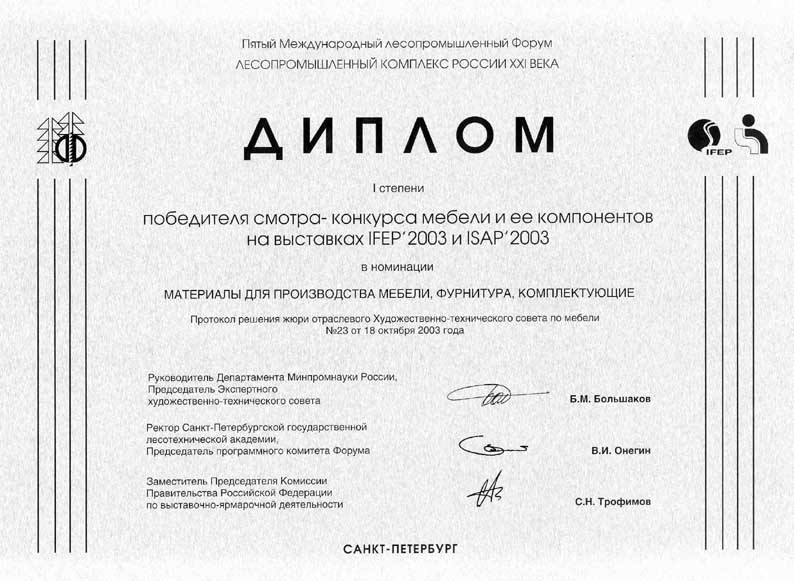 Пятый Международный лесопромышленный Форум
ЛЕСОПРОМЫШЛЕННЫЙ КОМПЛЕКС РОССИИ XXI ВЕКА
ДИПЛОМ
IFEP
I степени
победителя смотра- конкурса мебели и ее компонентов
на выставках IFEP'2003 и ISAP'2003
в номинации
МАТЕРИАЛЫ ДЛЯ ПРОИЗВОДСТВА МЕБЕЛИ, ФУРНИТУРА, КОМПЛЕКТУЮЩИЕ
Протокол решения жюри отраслевого Художественно-технического совета по мебели
№23 от 18 октября 2003 года
Руководитель Департамента Минпромнауки России,
Председатель Экспертного
художественно-технического совета
Б.М. Большаков
Ректор Санкт-Петербургской государственной
лесотехнической академии,
Председатель программного комитета Форума
В.И. Онегин
Заместитель Председателя Комиссии
Правительства Российской Федерации
по выставочно-ярмарочной деятельности
С.Н. Трофимов
САНКТ-ПЕТЕРБУРГ